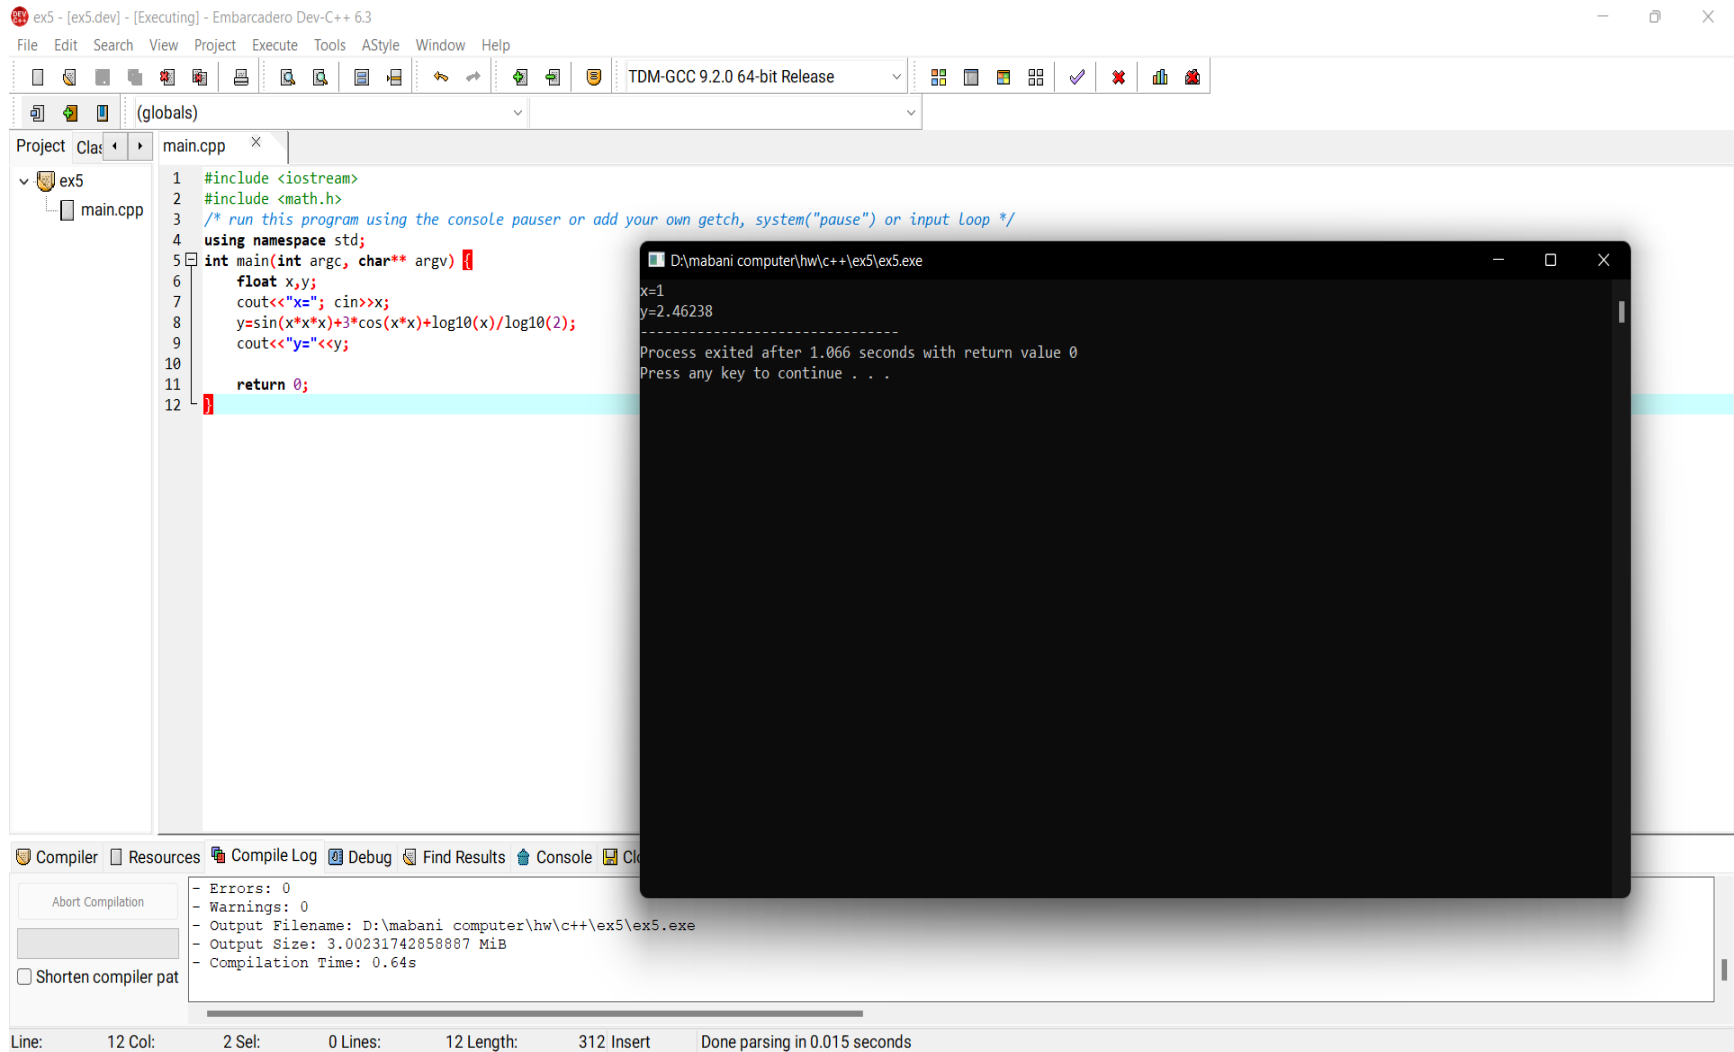 ex5 - [ex5.dev] - [Executing] - Embarcadero Dev-C++ 6.3
File Edit Search View Project Execute Tools AStyle Window Help
TDM-GCC 9.2.0 64-bit Release
(globals)
Project Clas main.cpp
ex5
main.cpp
1 #include <iostream>
2 #include <math.h>
3 /* run this program using the console pauser or add your own getch, system("pause") or input loop */
4 using namespace std;
5 int main(int argc, char** argv) {
6 float x,y;
7 cout<<"x="; cin>>x;
8 y=sin(x*x*x)+3*cos(x*x)+log10(x)/log10(2);
9 cout<<"y="<<y;
10
11 return 0;
12 }
D:\mabani computer\hw\c++\ex5\ex5.exe
x=1
y=2.46238
--------------------------------
Process exited after 1.066 seconds with return value 0
Press any key to continue . . .
Compiler Resources Compile Log Debug Find Results Console Clo
Abort Compilation
Shorten compiler pat
- Errors: 0
- Warnings: 0
- Output Filename: D:\mabani computer\hw\c++\ex5\ex5.exe
- Output Size: 3.00231742858887 MiB
- Compilation Time: 0.64s
Line: 12 Col: 2 Sel: 0 Lines: 12 Length: 312 Insert Done parsing in 0.015 seconds